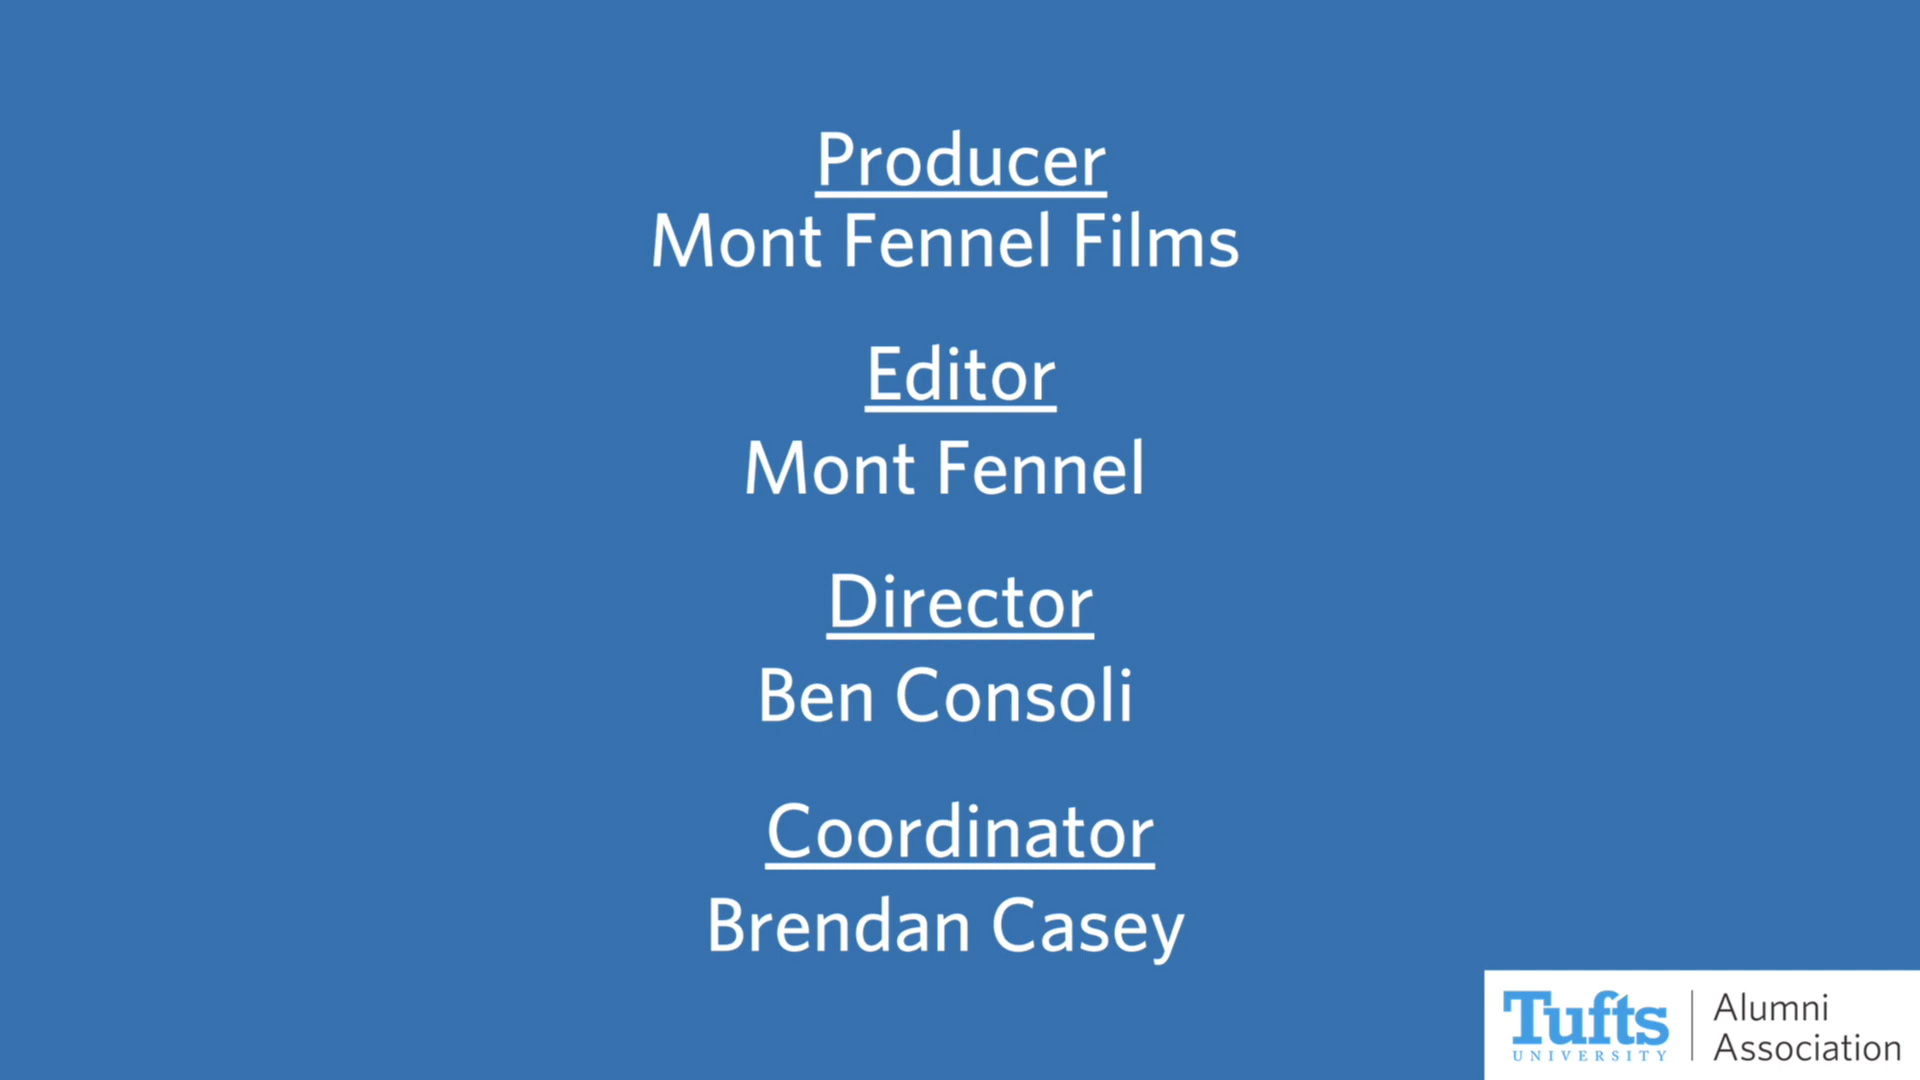 Producer
Mont Fennel Films
Editor
Mont Fennel
Director
Ben Consoli
Coordinator
Brendan Casey
Tufts
UNIVERSITY
Alumni
Association